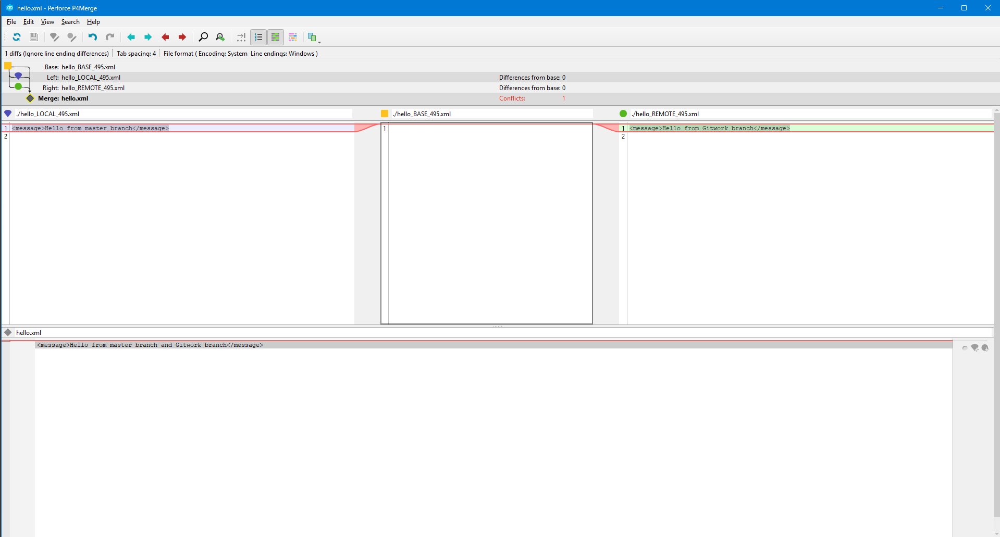 hello.xml - Perforce P4Merge
File Edit View Search Help
1 diffs (Ignore line ending differences) Tab spacing: 4 File format ( Encoding: System Line endings: Windows )
Base: hello_BASE_495.xml
Left: hello_LOCAL_495.xml Differences from base: 0
Right: hello_REMOTE_495.xml Differences from base: 0
Merge: hello.xml Conflicts: 1
./hello_LOCAL_495.xml ./hello_BASE_495.xml ./hello_REMOTE_495.xml
1 <message>Hello from master branch</message> 1 1 <message>Hello from Gitwork branch</message>
2 2
hello.xml
<message>Hello from master branch and Gitwork branch</message>